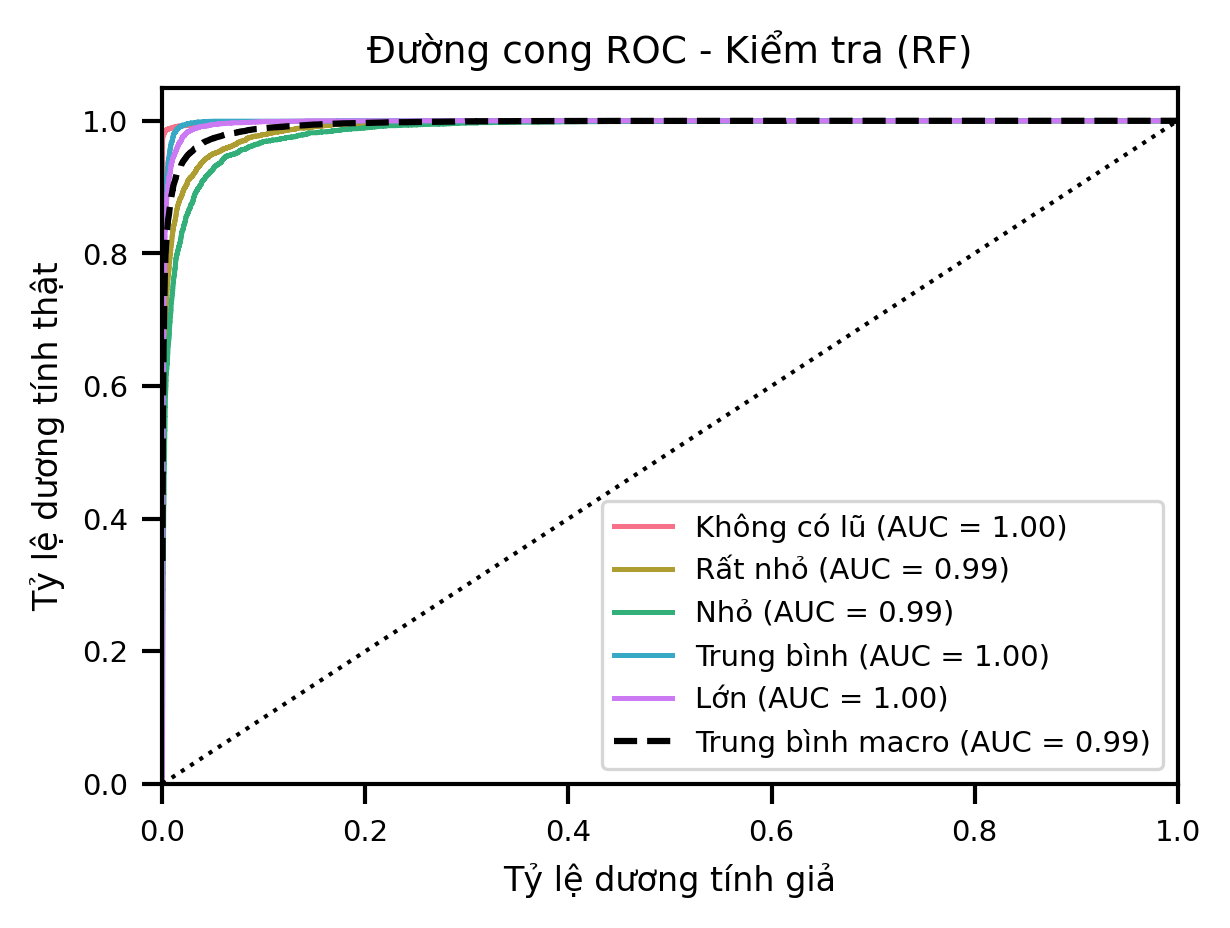 Đường cong ROC - Kiểm tra (RF)
Tỷ lệ dương tính thật
1.0
0.8
0.6
0.4
0.2
0.0
Không có lũ (AUC = 1.00)
Rất nhỏ (AUC = 0.99)
Nhỏ (AUC = 0.99)
Trung bình (AUC = 1.00)
Lớn (AUC = 1.00)
Trung bình macro (AUC = 0.99)
0.0 0.2 0.4 0.6 0.8 1.0
Tỷ lệ dương tính giả